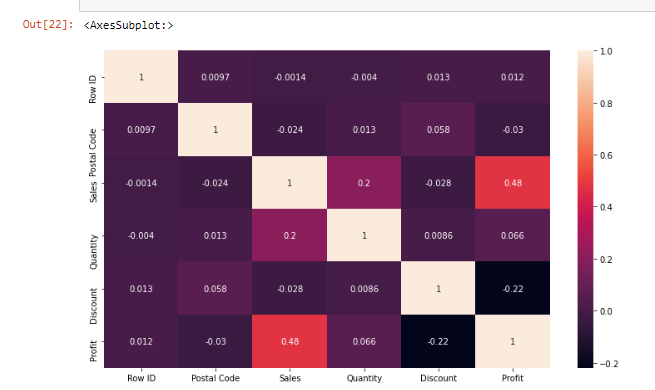 Out[22]: <AxesSubplot:>
1.0
Row ID 1 0.0097 -0.0014 -0.004 0.013 0.012
0.8
Postal Code 0.0097 1 -0.024 0.013 0.058 -0.03
0.6
Sales -0.0014 -0.024 1 0.2 -0.028 0.48
0.4
Quantity -0.004 0.013 0.2 1 0.0086 0.066
0.2
Discount 0.013 0.058 -0.028 0.0086 1 -0.22
0.0
Profit 0.012 -0.03 0.48 0.066 -0.22 1
−0.2
Row ID Postal Code Sales Quantity Discount Profit